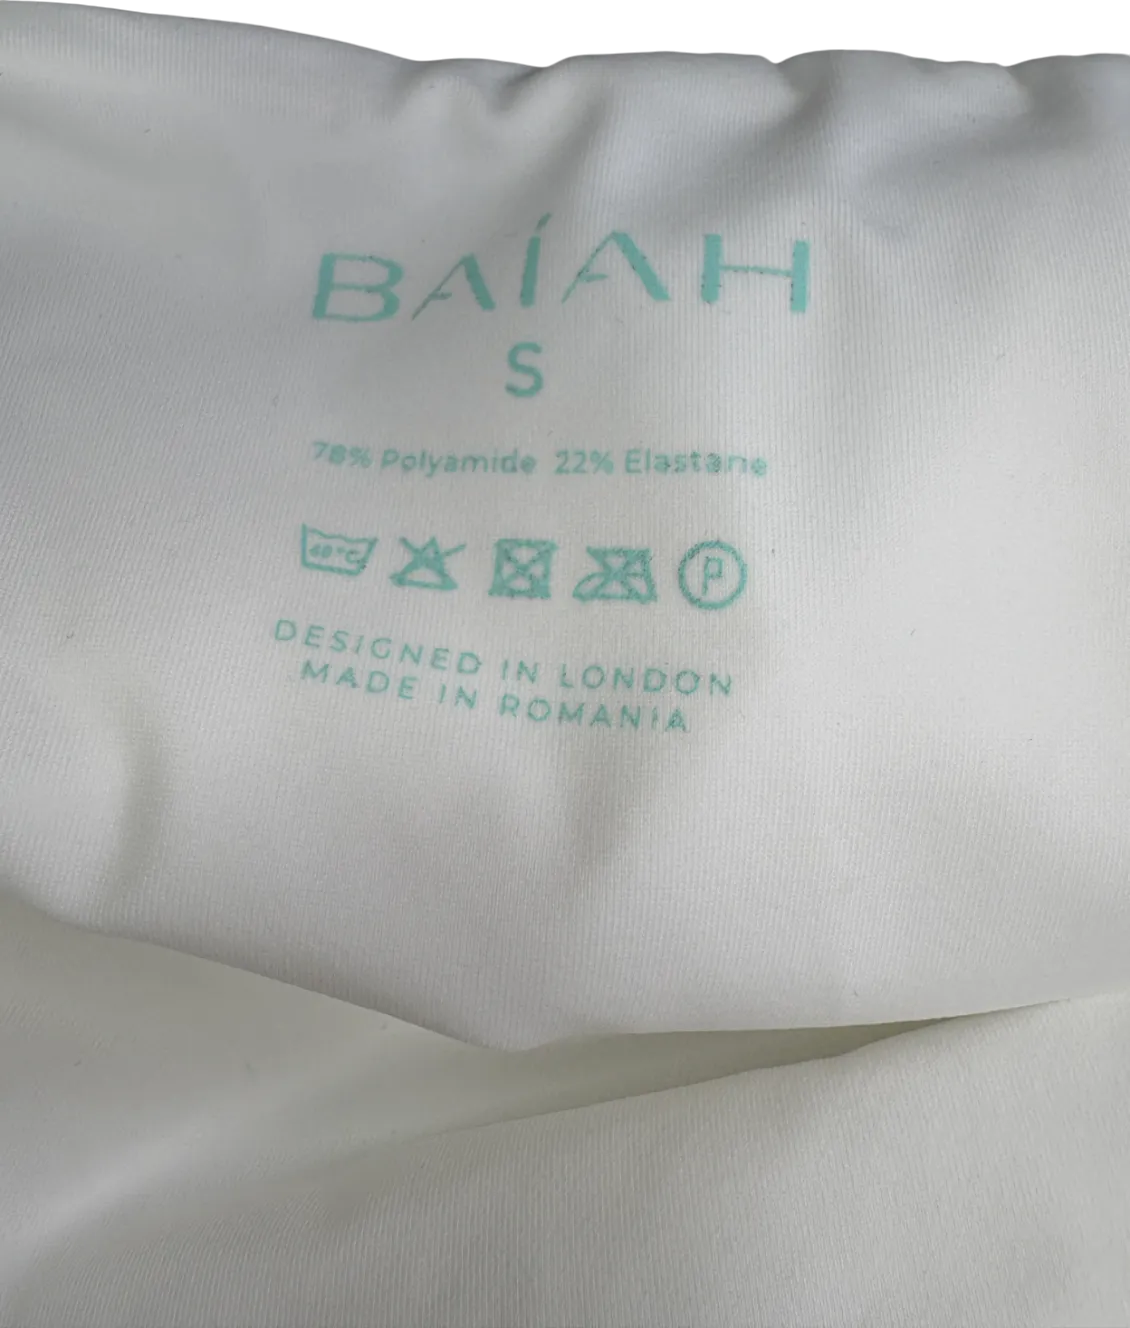 BAÍAH
S
78% Polyamide 22% Elastane
40°C
P
DESIGNED IN LONDON
MADE IN ROMANIA